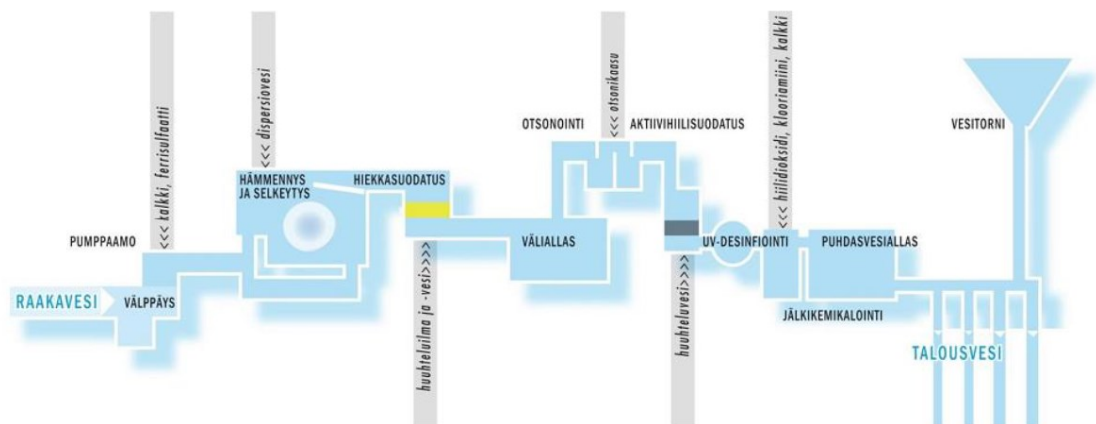 RAAKAVESI
PUMPPAAMO
VÄLPPÄYS
<<< kalkki, ferrisulfaatti
<<< dispersiovesi
HÄMMENNYS
JA SELKEYTYS
HIEKKASUODATUS
huuhteluilma ja -vesi>>>>
VÄLIALLAS
OTSONOINTI
<<< otsonikaasu
AKTIIVIHIILISUODATUS
huuhteluvesi>>>>
UV-DESINFIOINTI
<<< hiilidioksidi, klooriamiini, kalkki
PUHDASVESIALLAS
JÄLKIKEMIKALOINTI
VESITORNI
TALOUSVESI